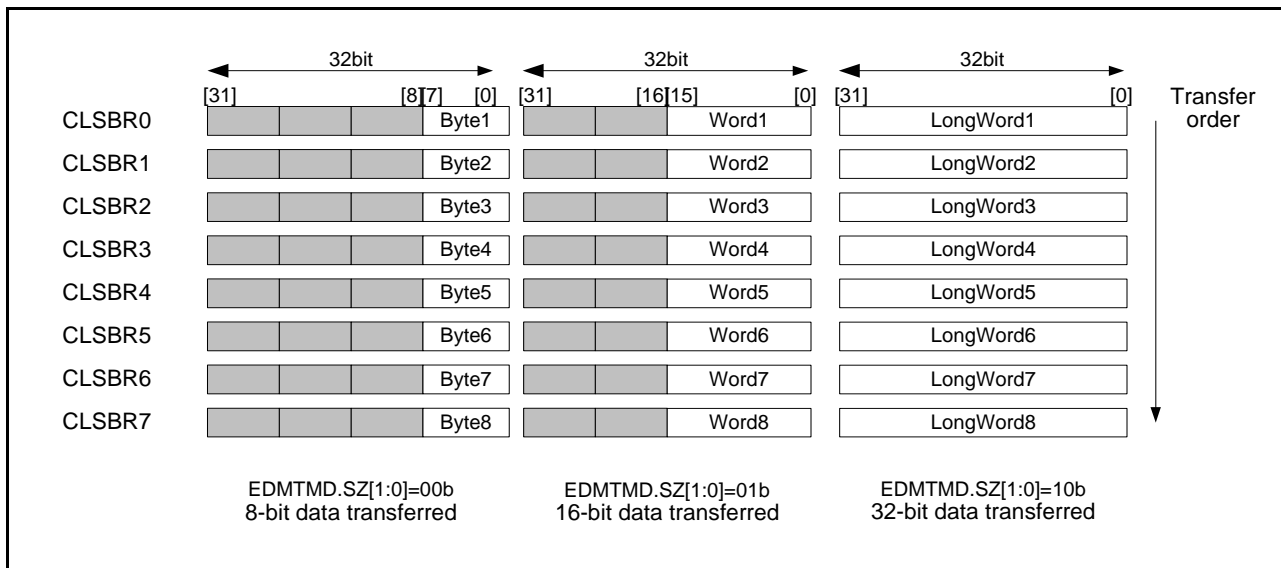 32bit 32bit 32bit
[31] [8][7] [0] [31] [16][15] [0] [31] [0] Transfer order
CLSBR0 Byte1 Word1 LongWord1
CLSBR1 Byte2 Word2 LongWord2
CLSBR2 Byte3 Word3 LongWord3
CLSBR3 Byte4 Word4 LongWord4
CLSBR4 Byte5 Word5 LongWord5
CLSBR5 Byte6 Word6 LongWord6
CLSBR6 Byte7 Word7 LongWord7
CLSBR7 Byte8 Word8 LongWord8
EDMTMD.SZ[1:0]=00b EDMTMD.SZ[1:0]=01b EDMTMD.SZ[1:0]=10b
8-bit data transferred 16-bit data transferred 32-bit data transferred